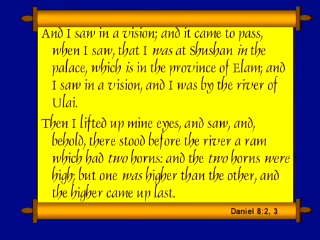 And I saw in a vision; and it came to pass,
when I saw, that I was at Shushan in the
palace, which is in the province of Elam; and
I saw in a vision, and I was by the river of
Ulai.
Then I lifted up mine eyes, and saw, and,
behold, there stood before the river a ram
which had two horns: and the two horns were
high; but one was higher than the other, and
the higher came up last.
Daniel 8:2, 3